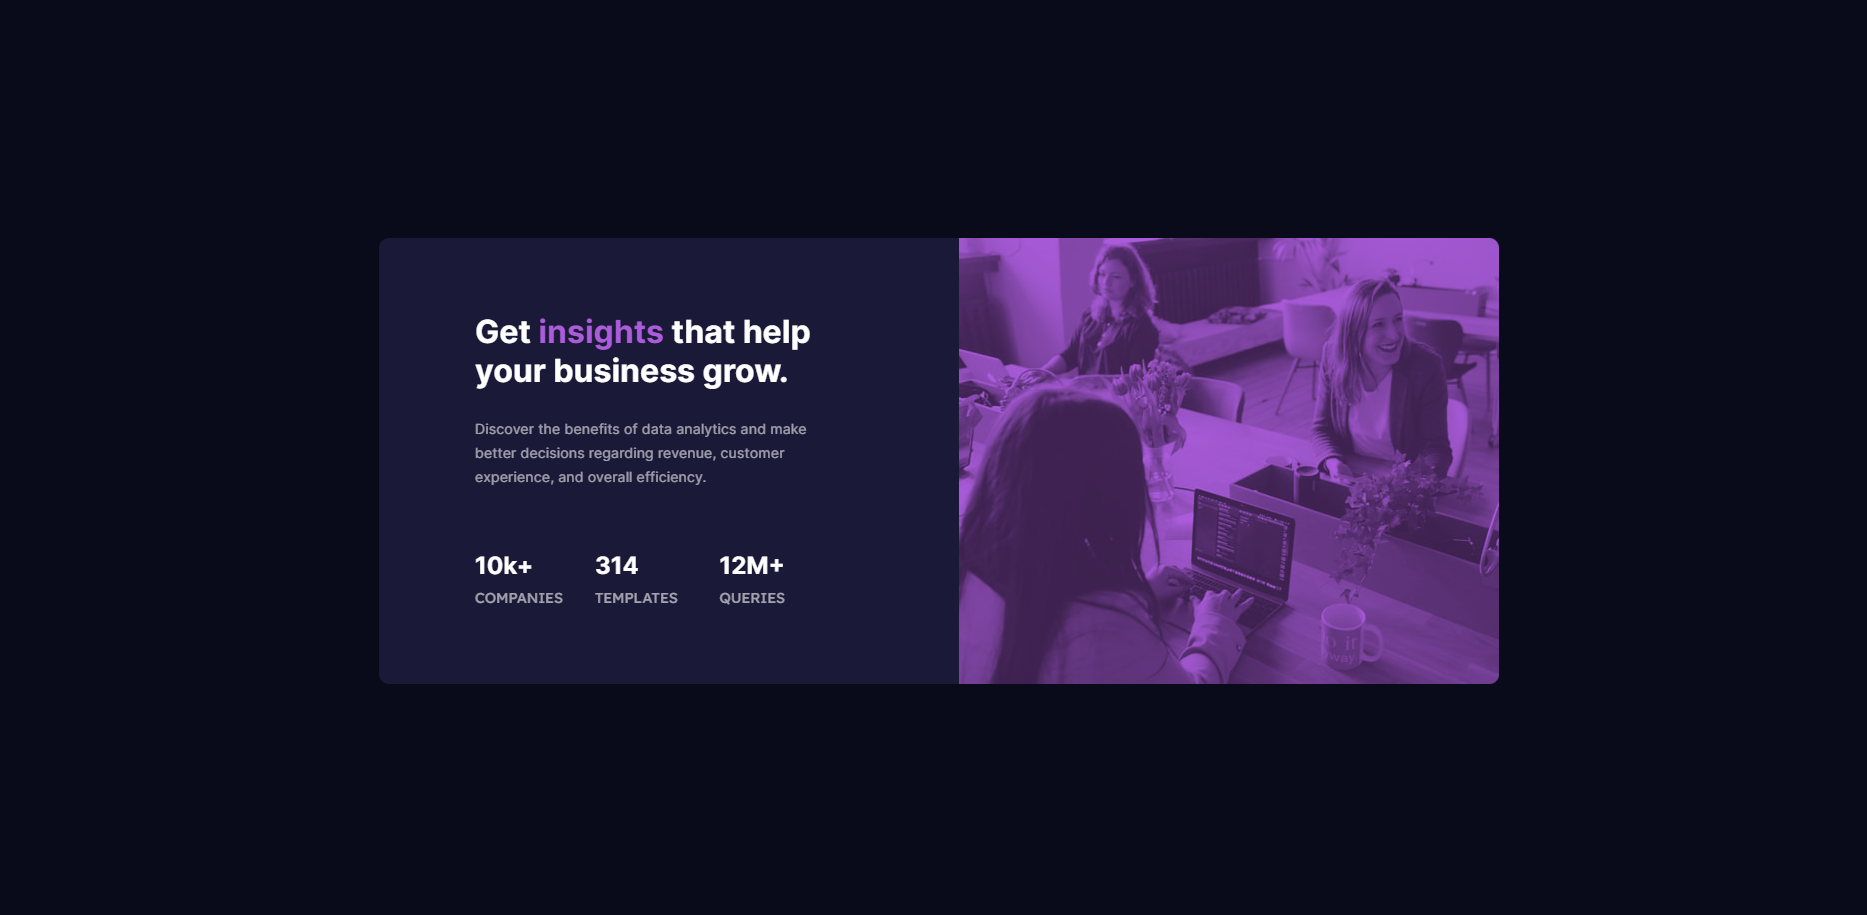 Get insights that help
your business grow.
Discover the benefits of data analytics and make
better decisions regarding revenue, customer
experience, and overall efficiency.
10k+ 314 12M+
COMPANIES TEMPLATES QUERIES